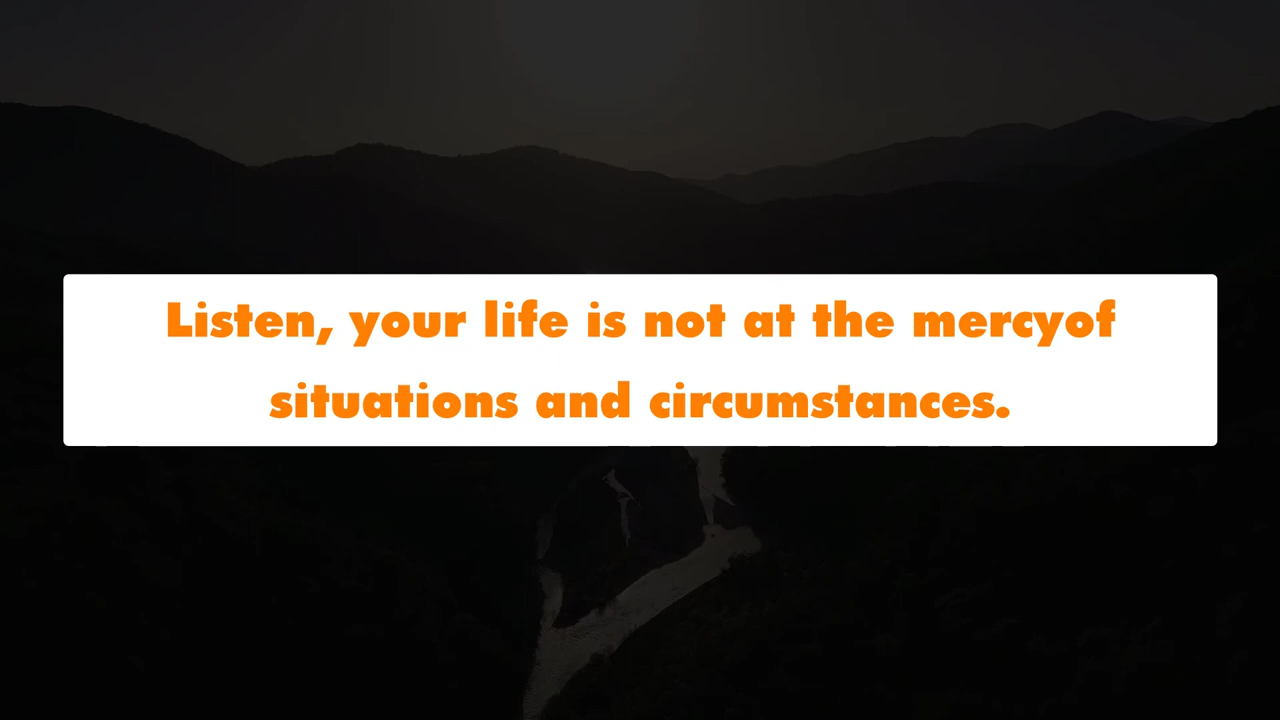 Listen, your life is not at the mercyof
situations and circumstances.